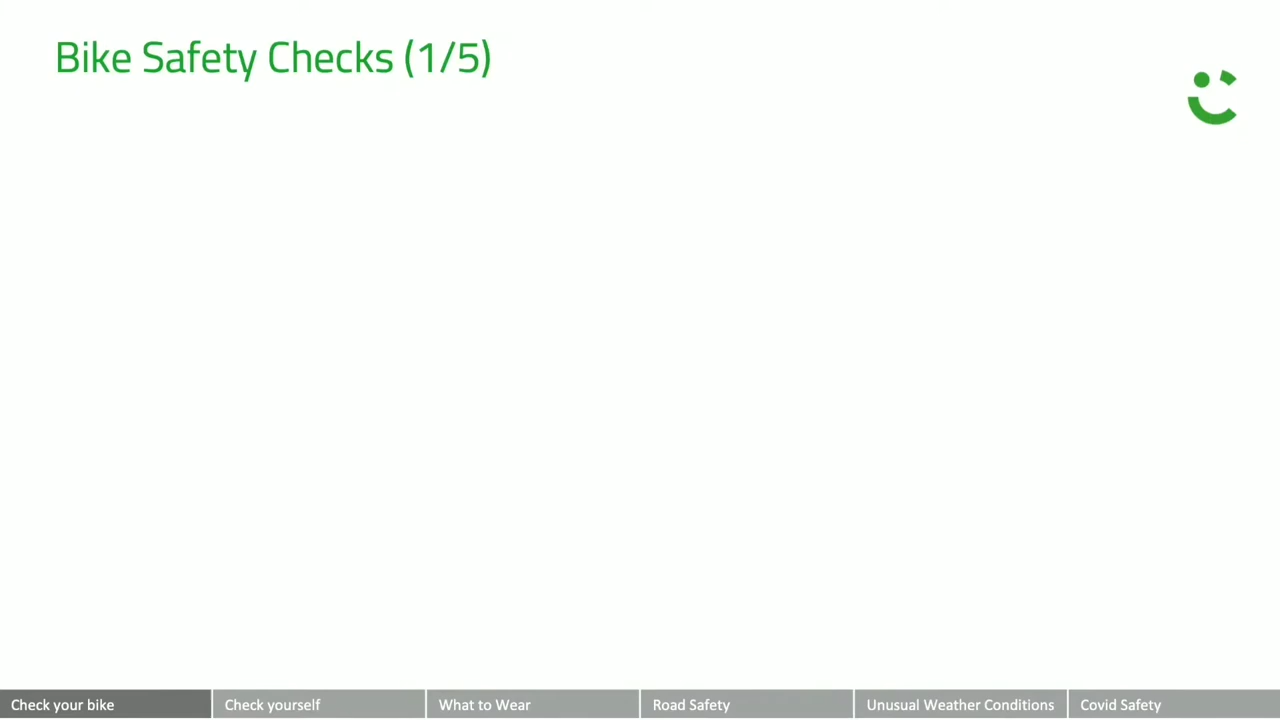 Bike Safety Checks (1/5)
Check your bike
Check yourself
What to Wear
Road Safety
Unusual Weather Conditions
Covid Safety